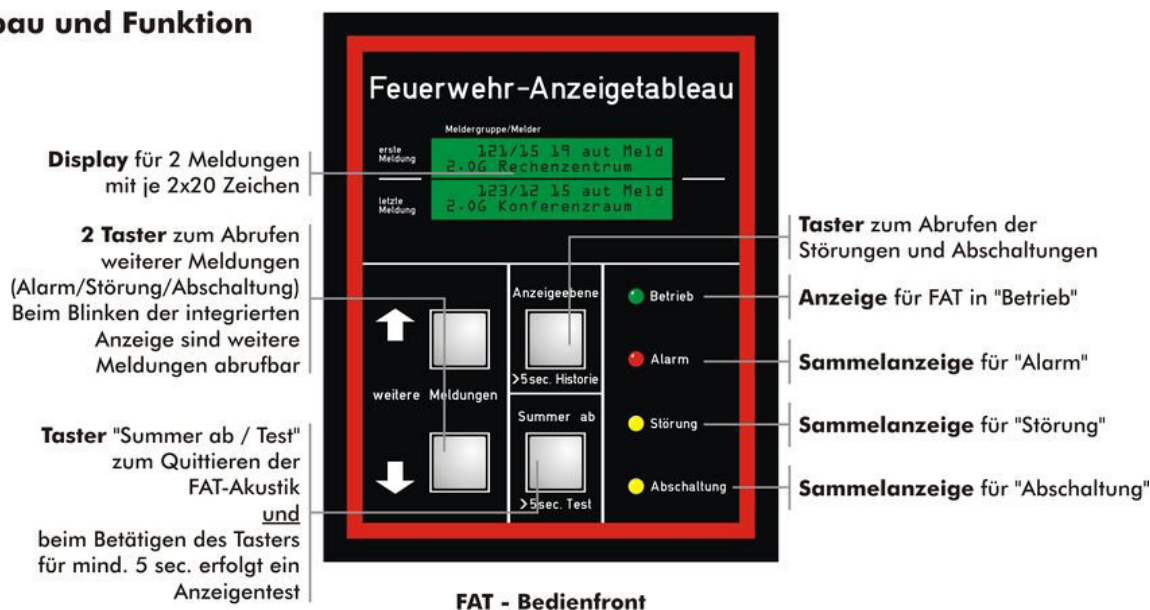 bau und Funktion
Feuerwehr-Anzeigetableau
Meldergruppe/Melder
erste
Meldung
121/15 19 aut Meld
2.OG Rechenzentrum
letzte
Meldung
123/12 15 aut Meld
2.OG Konferenzraum
Display für 2 Meldungen
mit je 2x20 Zeichen
2 Taster zum Abrufen
weiterer Meldungen
(Alarm/Störung/Abschaltung)
Beim Blinken der integrierten
Anzeige sind weitere
Meldungen abrufbar
Taster "Summer ab / Test"
zum Quittieren der
FAT-Akustik
und
beim Betätigen des Tasters
für mind. 5 sec. erfolgt ein
Anzeigentest
weitere Meldungen
Anzeigeebene
>5sec. Historie
Summer ab
>5sec. Test
Betrieb
Alarm
Störung
Abschaltung
Taster zum Abrufen der
Störungen und Abschaltungen
Anzeige für FAT in "Betrieb"
Sammelanzeige für "Alarm"
Sammelanzeige für "Störung"
Sammelanzeige für "Abschaltung"
FAT - Bedienfront